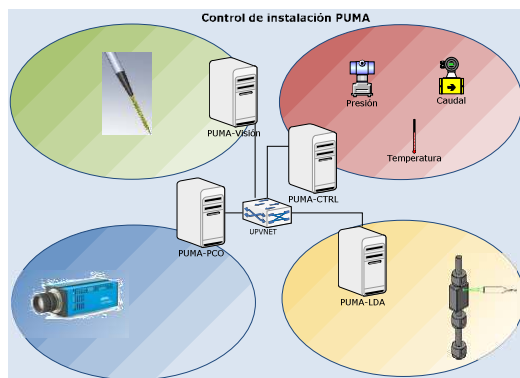 Control de instalación PUMA
PUMA-Visión
Presión
Caudal
Temperatura
PUMA-CTRL
UPVNET
PUMA-PCO
PUMA-LDA